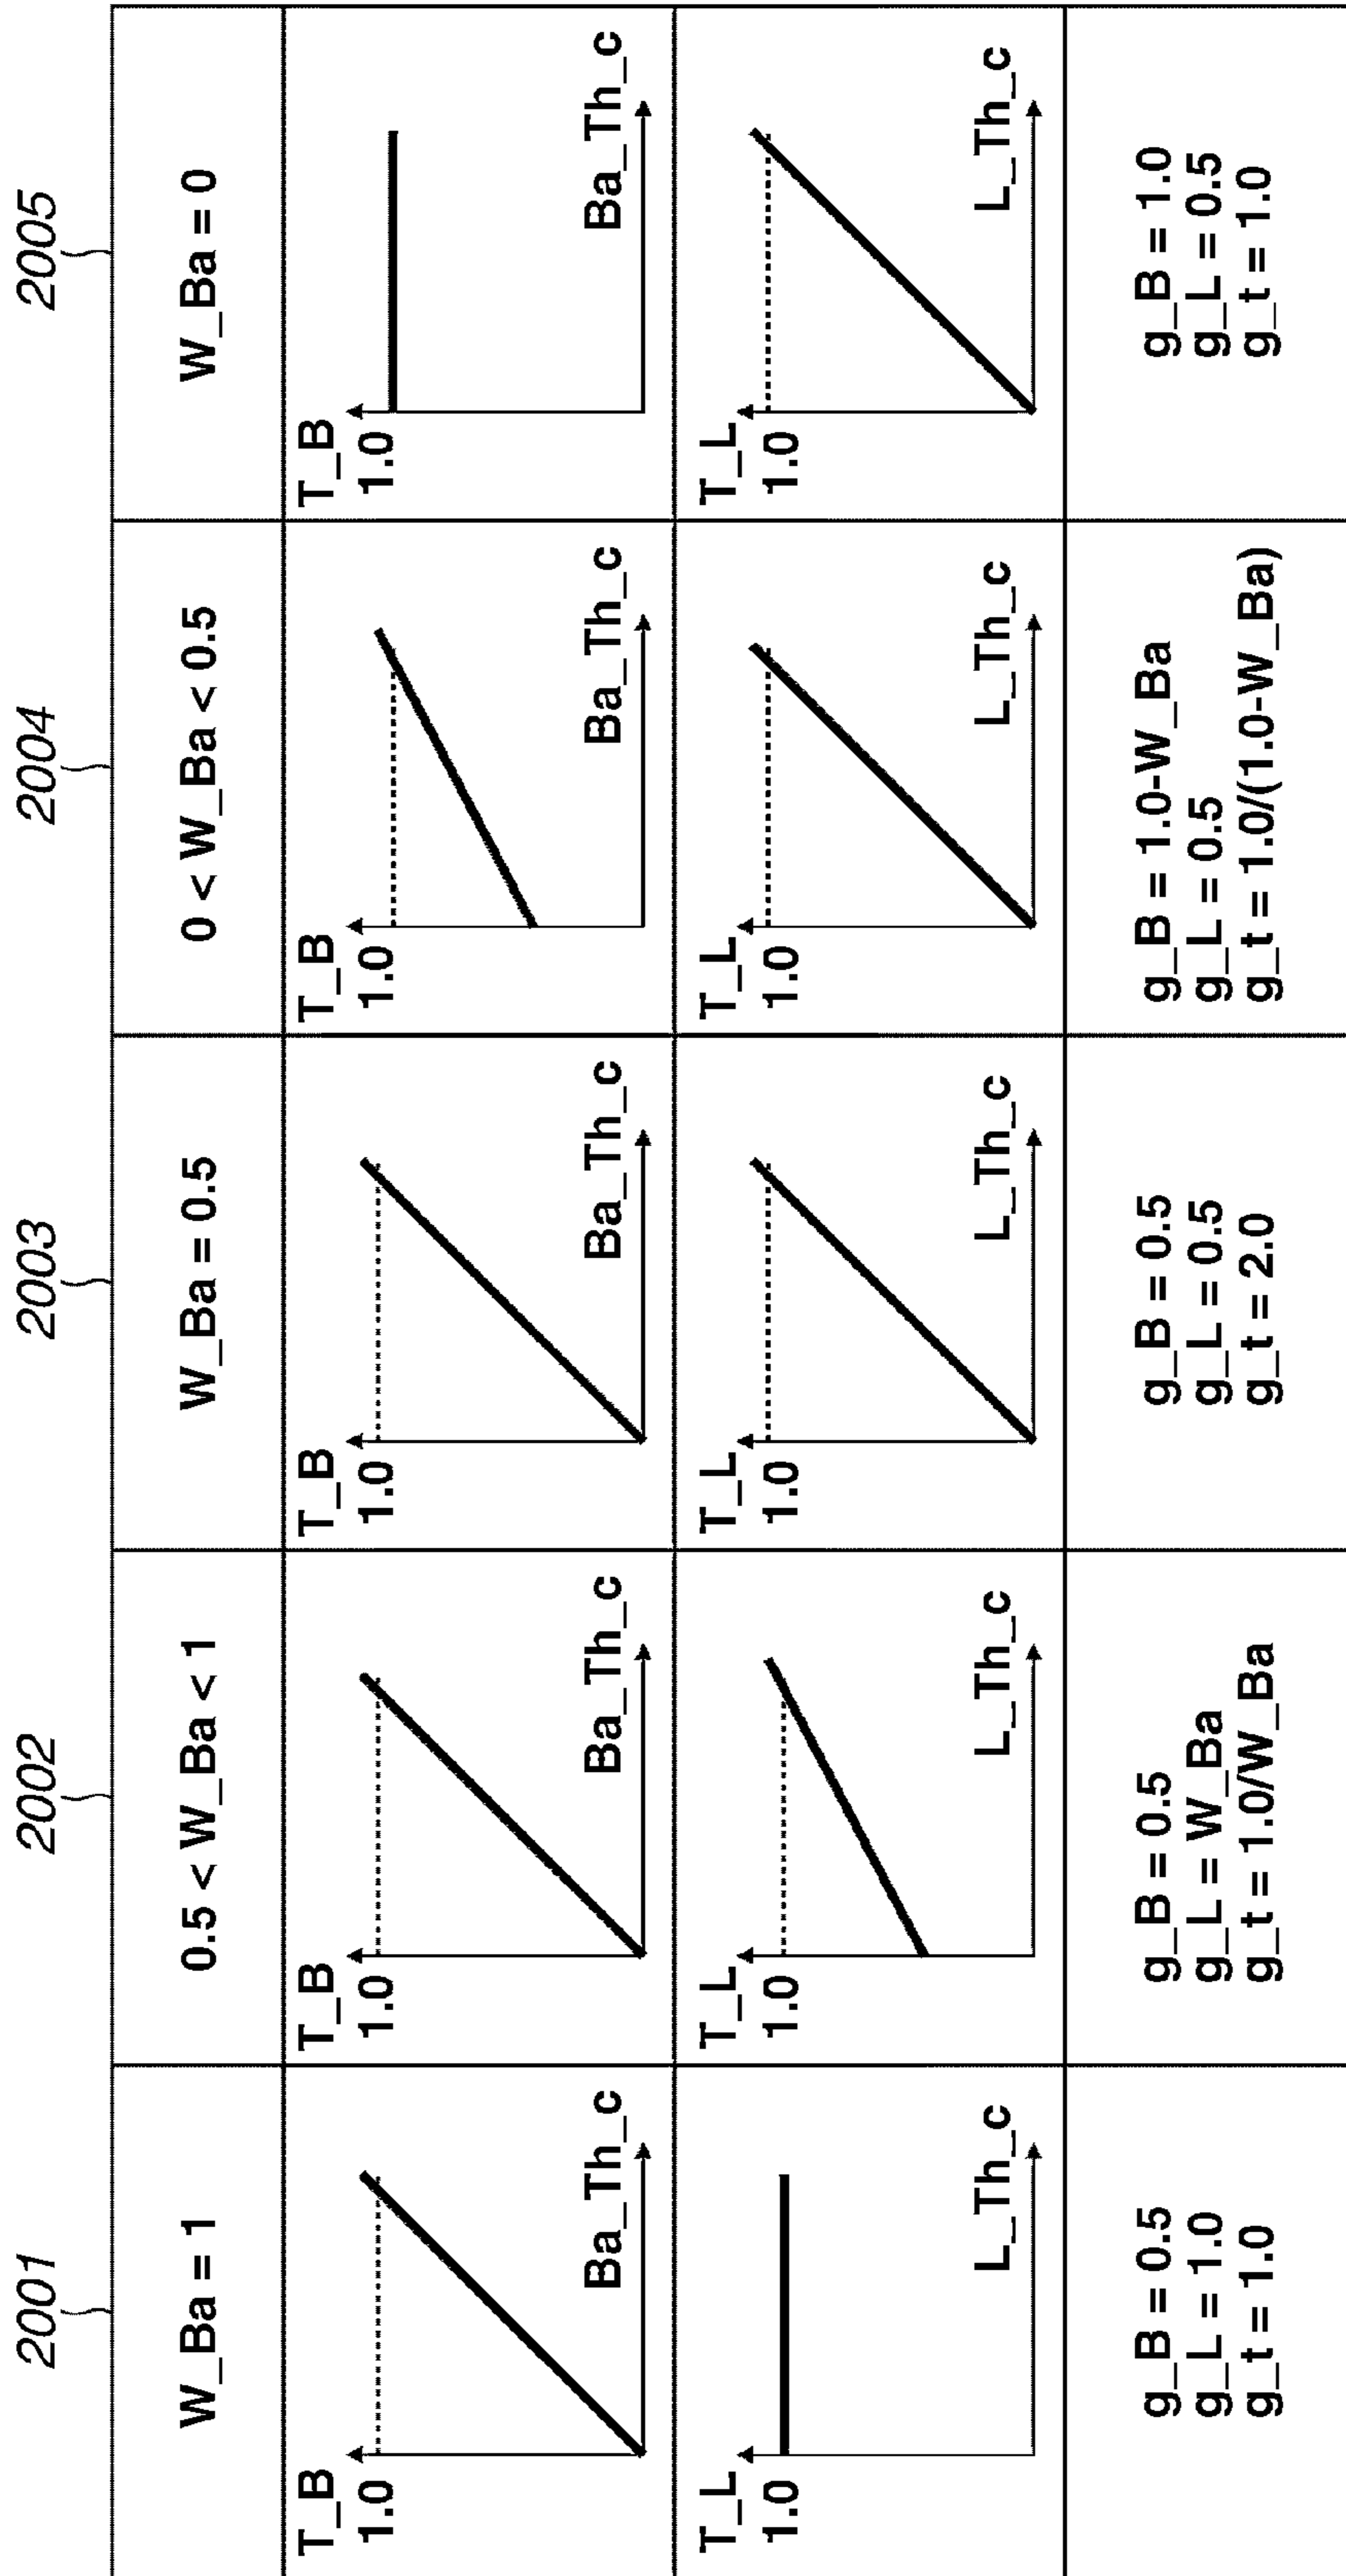 2001
2002
2003
2004
2005
W_Ba = 1
0.5 < W_Ba < 1
W_Ba = 0.5
0 < W_Ba < 0.5
W_Ba = 0
T_B
1.0
Ba_Th_c
T_B
1.0
Ba_Th_c
T_B
1.0
Ba_Th_c
T_B
1.0
Ba_Th_c
T_B
1.0
Ba_Th_c
T_L
1.0
L_Th_c
T_L
1.0
L_Th_c
T_L
1.0
L_Th_c
T_L
1.0
L_Th_c
T_L
1.0
L_Th_c
g_B = 0.5
g_L = 1.0
g_t = 1.0
g_B = 0.5
g_L = W_Ba
g_t = 1.0/W_Ba
g_B = 0.5
g_L = 0.5
g_t = 2.0
g_B = 1.0-W_Ba
g_L = 0.5
g_t = 1.0/(1.0-W_Ba)
g_B = 1.0
g_L = 0.5
g_t = 1.0